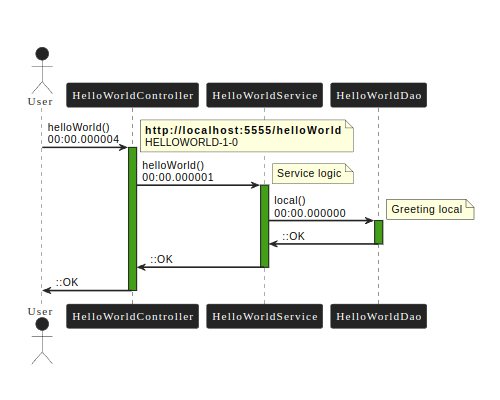 User
HelloWorldController
HelloWorldService
HelloWorldDao
helloWorld()
00:00.000004
http://localhost:5555/helloWorld
HELLOWORLD-1-0
helloWorld()
00:00.000001
Service logic
local()
00:00.000000
Greeting local
::OK
::OK
::OK
User
HelloWorldController
HelloWorldService
HelloWorldDao